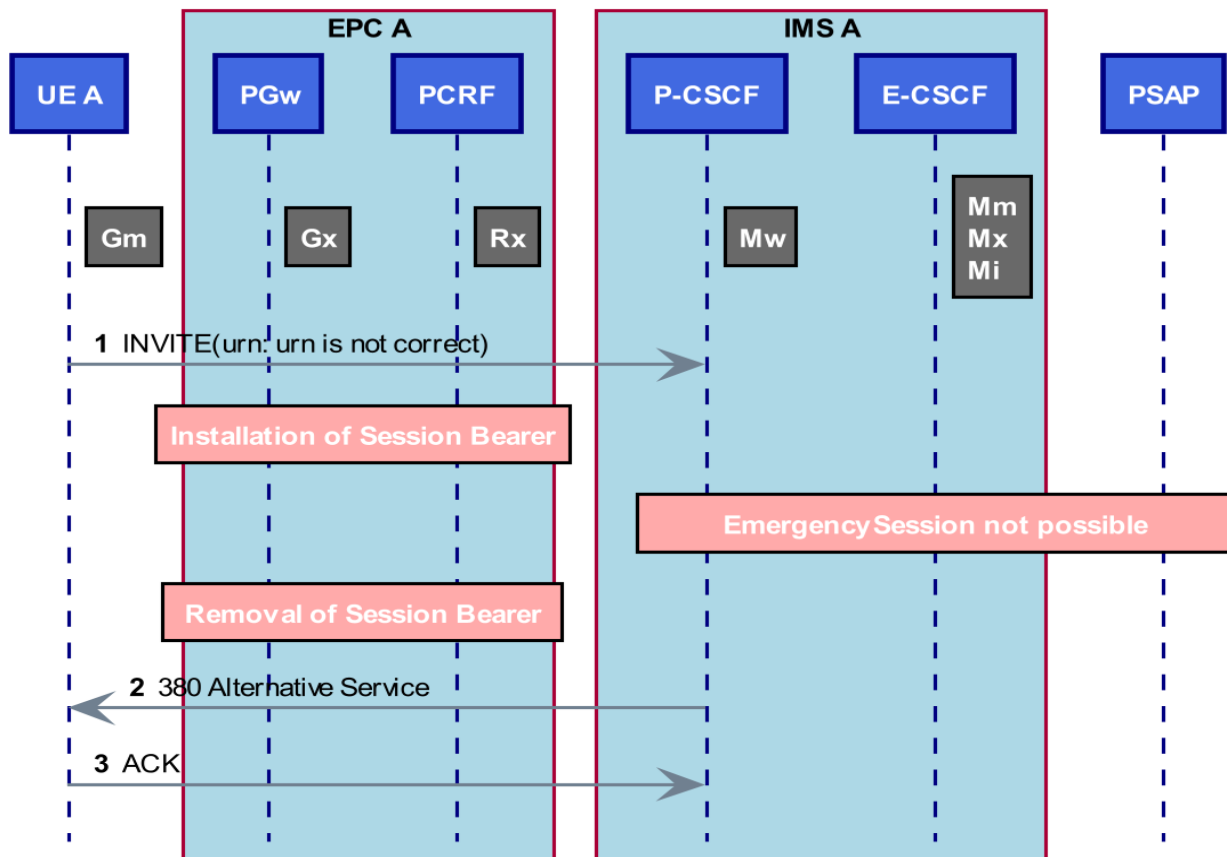 EPC A
IMS A
UE A
PGw
PCRF
P-CSCF
E-CSCF
PSAP
Gm
Gx
Rx
Mw
Mm
Mx
Mi
1 INVITE(urn: urn is not correct)
Installation of Session Bearer
Emergency Session not possible
Removal of Session Bearer
2 380 Alternative Service
3 ACK